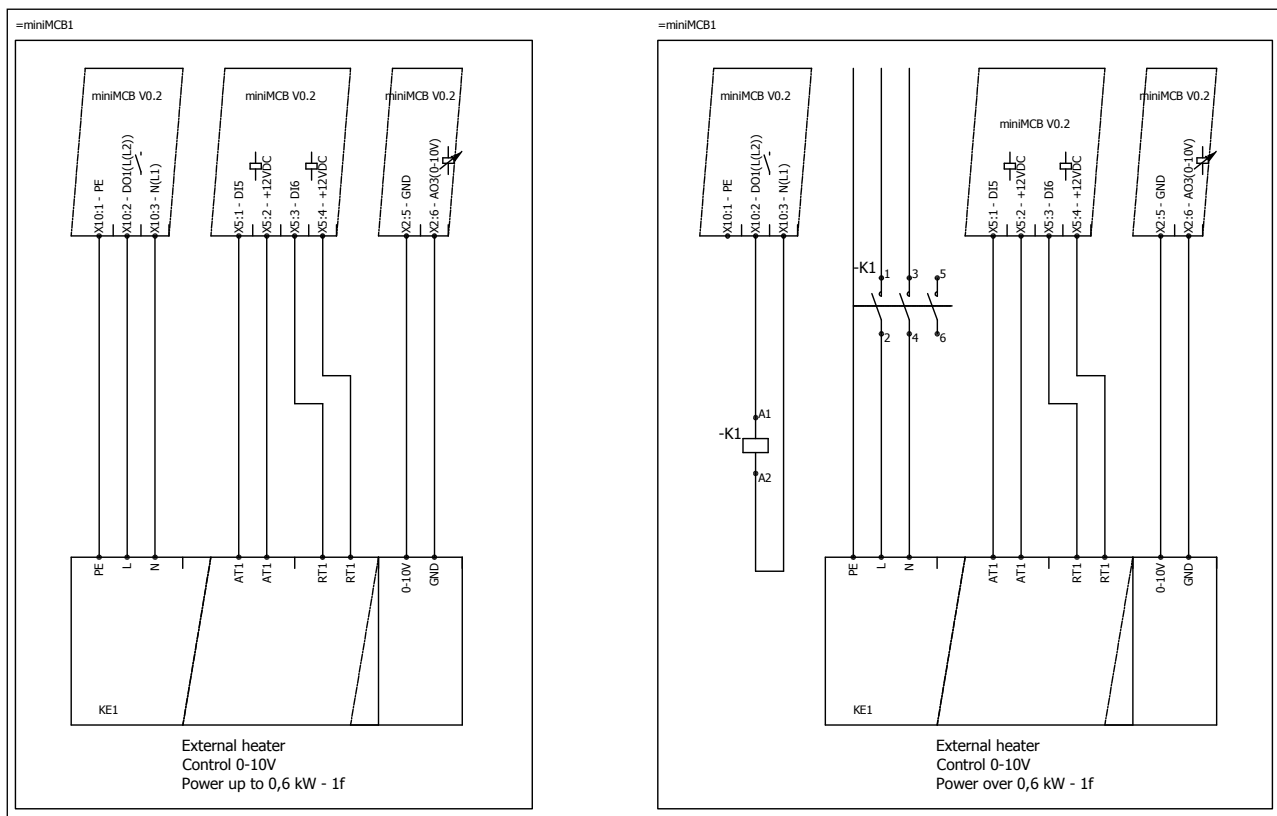 =miniMCB1
miniMCB V0.2
miniMCB V0.2
miniMCB V0.2
X10:1 - PE
X10:2 - DO1(L(L2))
X10:3 - N(L1)
X5:1 - DI5
X5:2 - +12VDC
X5:3 - DI6
X5:4 - +12VDC
X2:5 - GND
X2:6 - AO3(0-10V)
PE
L
N
AT1
AT1
RT1
RT1
0-10V
GND
KE1
External heater
Control 0-10V
Power up to 0,6 kW - 1f
=miniMCB1
miniMCB V0.2
miniMCB V0.2
miniMCB V0.2
X10:1 - PE
X10:2 - DO1(L(L2))
X10:3 - N(L1)
X5:1 - DI5
X5:2 - +12VDC
X5:3 - DI6
X5:4 - +12VDC
X2:5 - GND
X2:6 - AO3(0-10V)
-K1
1
3
5
2
4
6
A1
-K1
A2
PE
L
N
AT1
AT1
RT1
RT1
0-10V
GND
KE1
External heater
Control 0-10V
Power over 0,6 kW - 1f